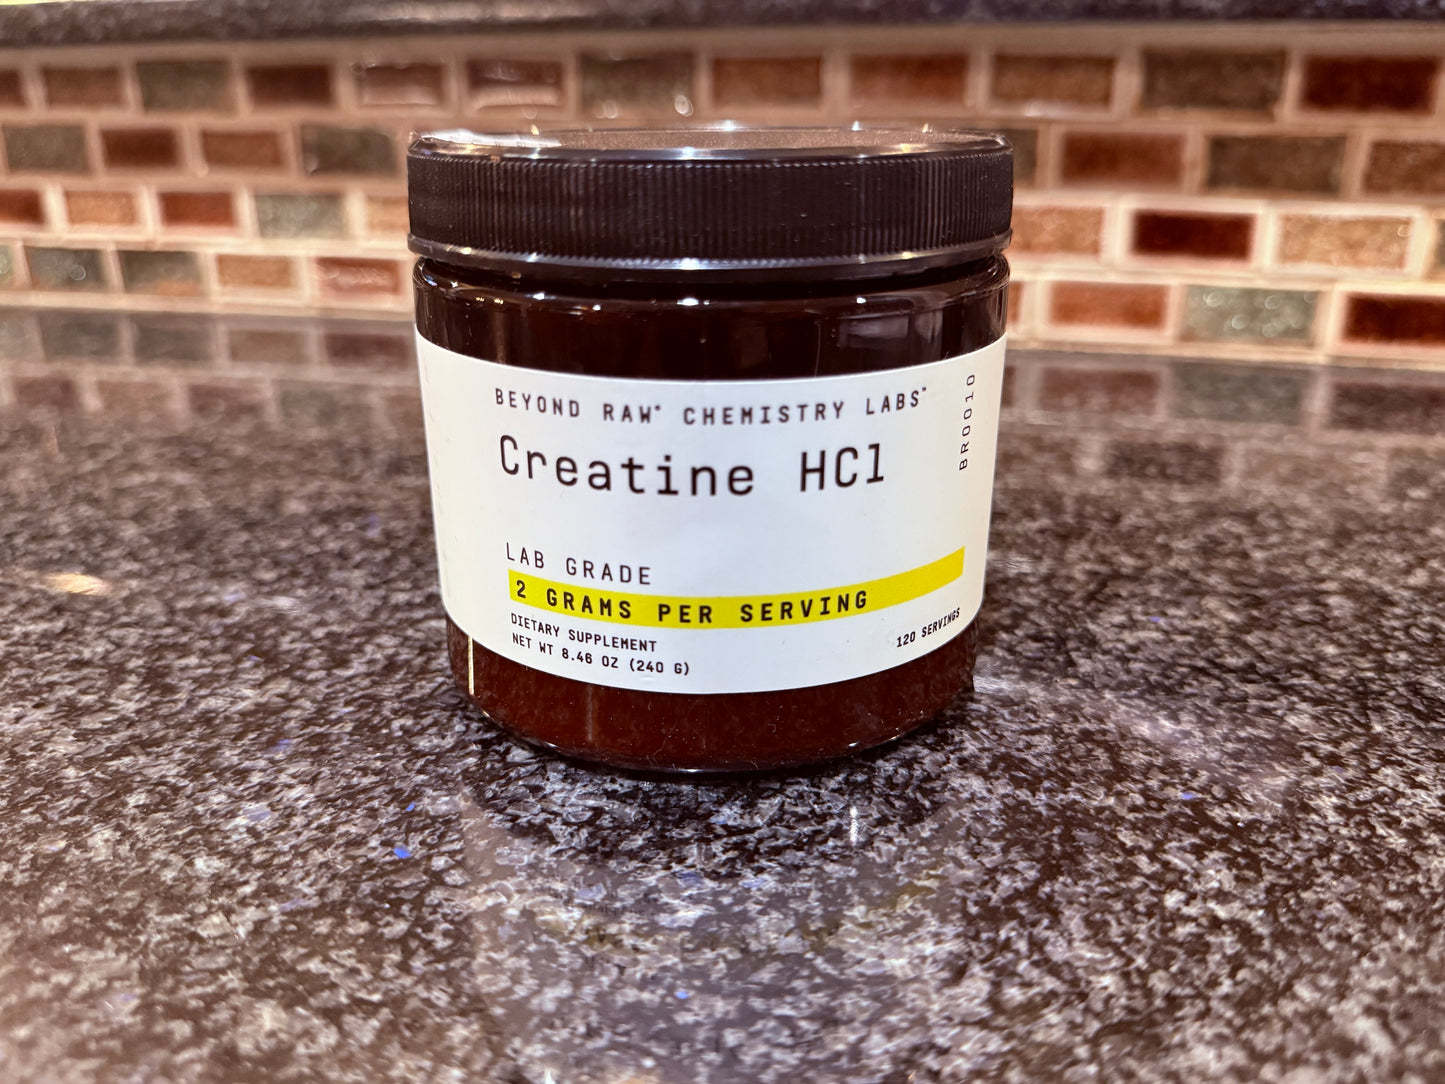 BEYOND RAW® CHEMISTRY LABS™
Creatine HCl
BR0010
LAB GRADE
2 GRAMS PER SERVING
DIETARY SUPPLEMENT
NET WT 8.46 OZ (240 G)
120 SERVINGS